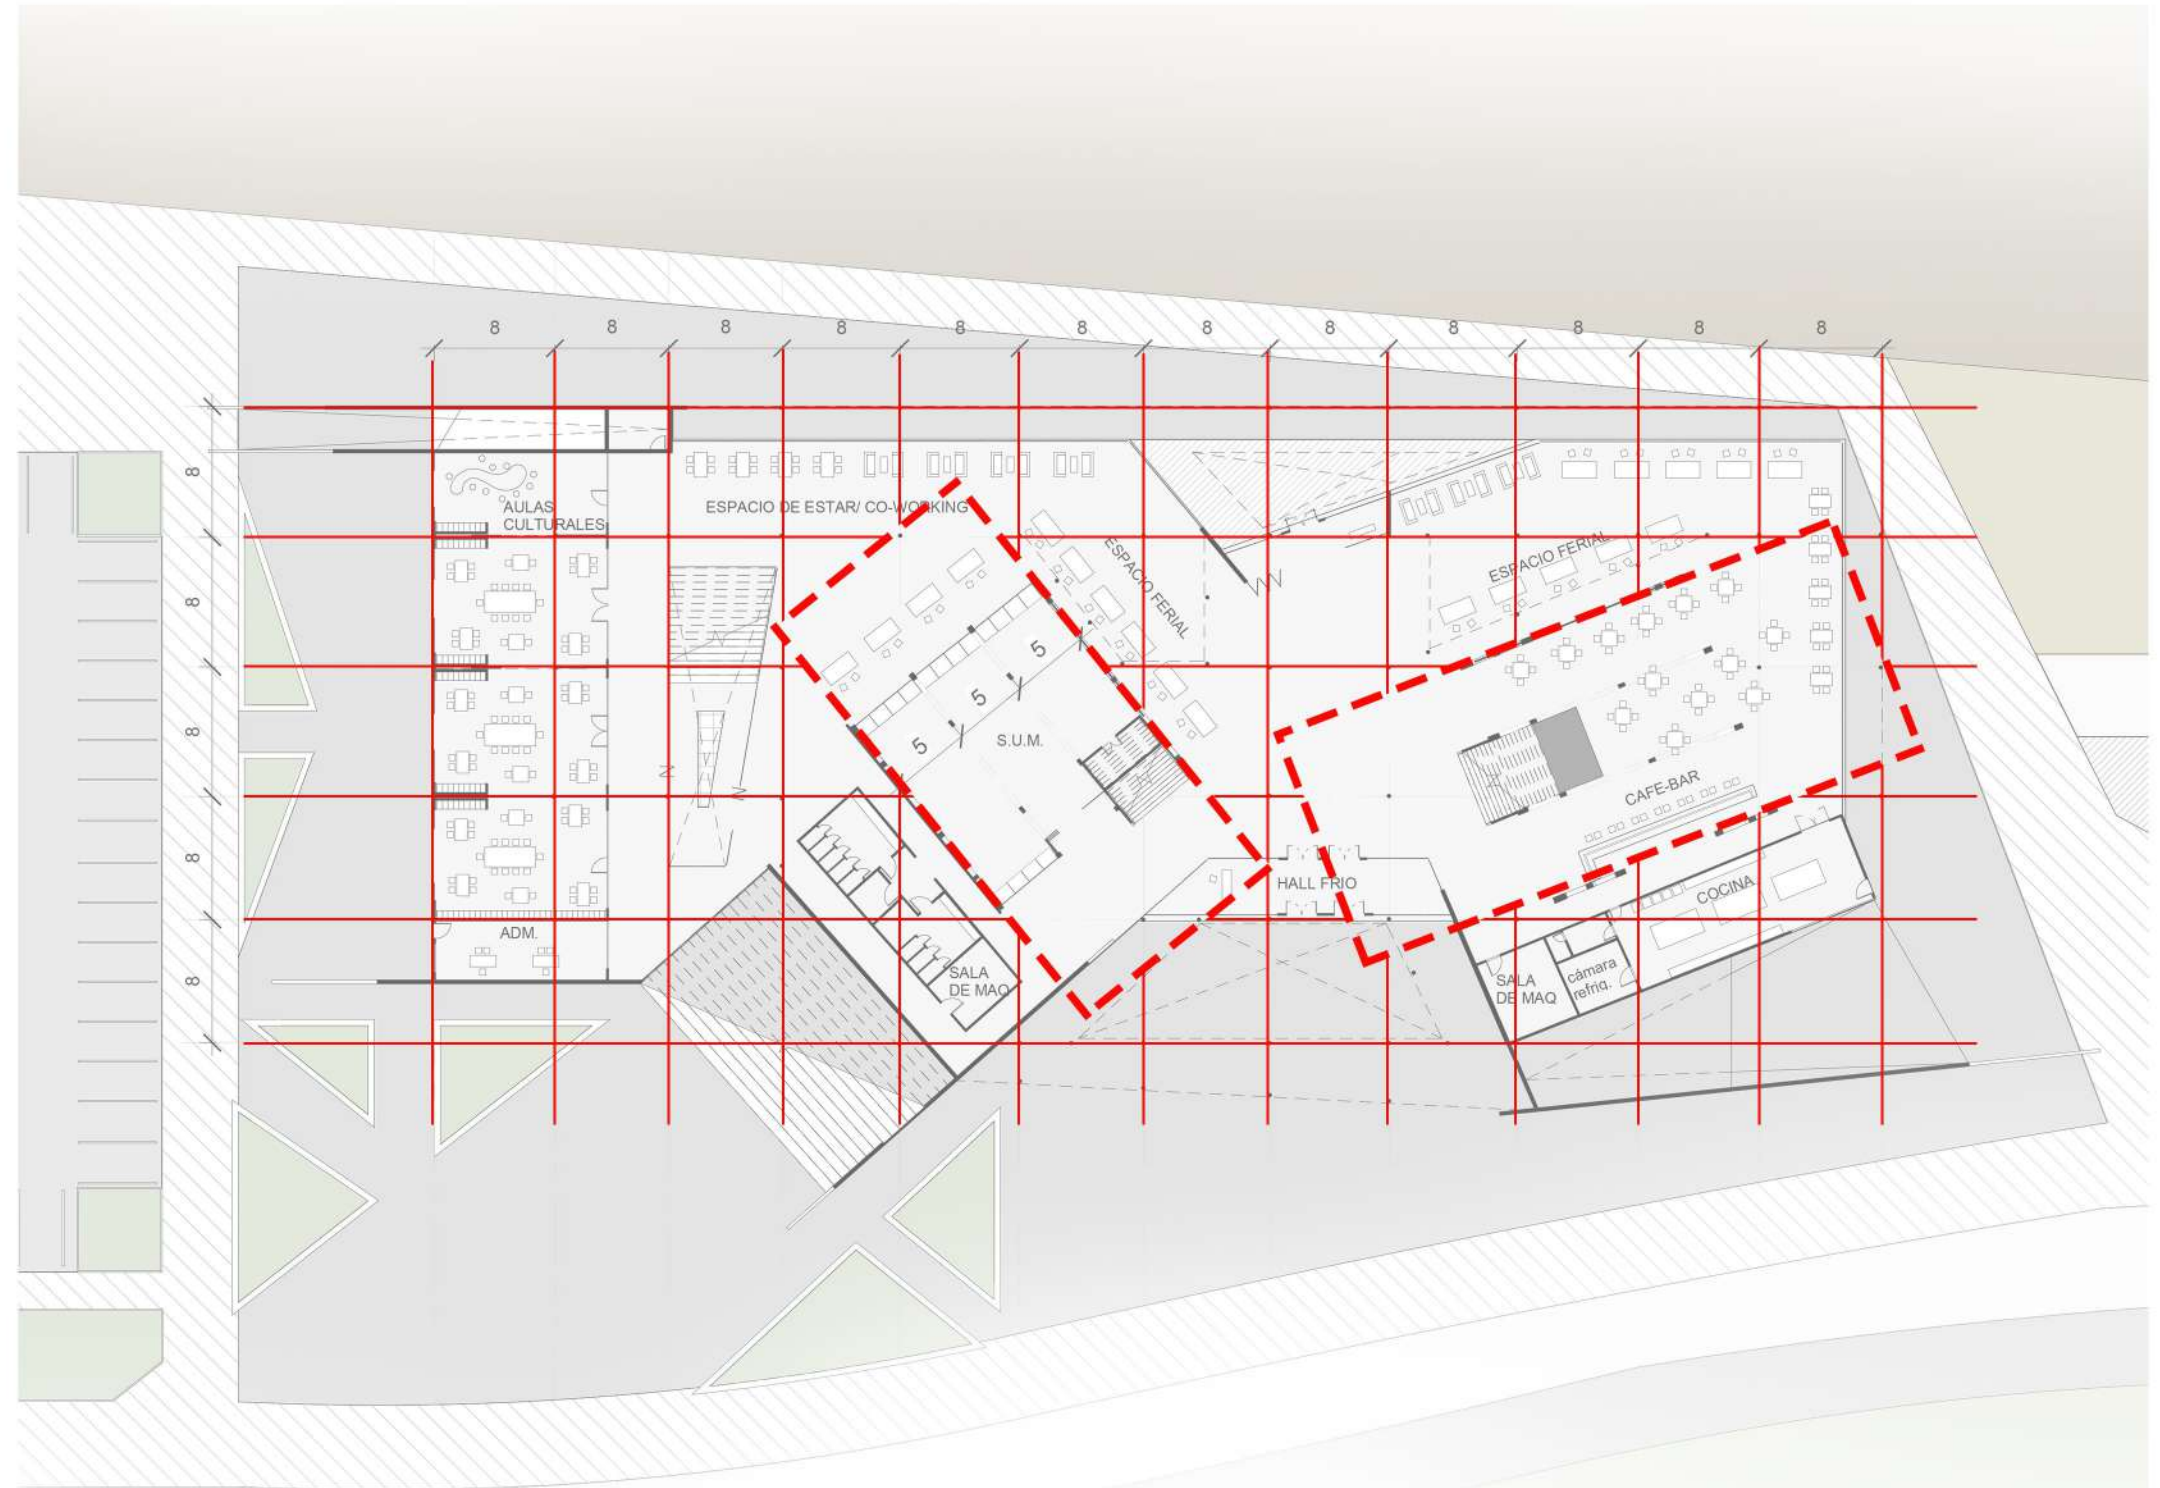 8 8 8 8 8 8 8 8 8 8 8 8
8
8
8
8
8
AULAS
CULTURALES
ESPACIO DE ESTAR/ CO-WORKING
ESPACIO FERIAL
ESPACIO FERIAL
5
5
5
S.U.M.
CAFE-BAR
HALL FRIO
COCINA
ADM.
SALA
DE MAQ
SALA
DE MAQ
cámara
refrig.
N
N